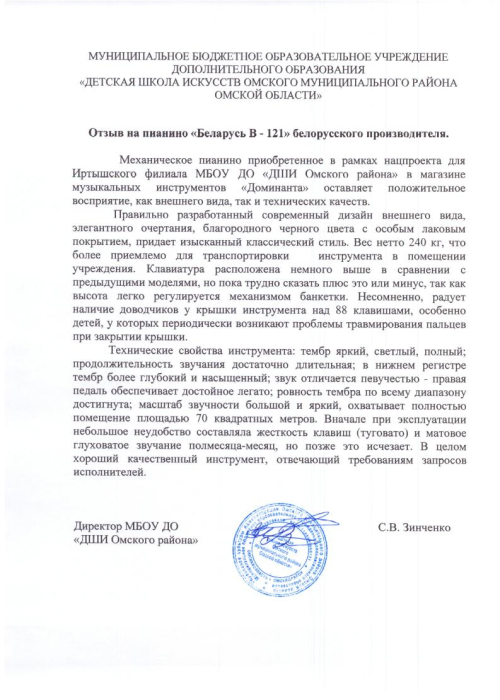 МУНИЦИПАЛЬНОЕ БЮДЖЕТНОЕ ОБРАЗОВАТЕЛЬНОЕ УЧРЕЖДЕНИЕ
ДОПОЛНИТЕЛЬНОГО ОБРАЗОВАНИЯ
«ДЕТСКАЯ ШКОЛА ИСКУССТВ ОМСКОГО МУНИЦИПАЛЬНОГО РАЙОНА
ОМСКОЙ ОБЛАСТИ»
Отзыв на пианино «Беларусь В - 121» белорусского производителя.
Механическое пианино приобретенное в рамках нацпроекта для
Иртышского филиала МБОУ ДО «ДШИ Омского района» в магазине
музыкальных инструментов «Доминанта» оставляет положительное
восприятие, как внешнего вида, так и технических качеств.
Правильно разработанный современный дизайн внешнего вида,
элегантного очертания, благородного черного цвета с особым лаковым
покрытием, придает изысканный классический стиль. Вес нетто 240 кг, что
более приемлемо для транспортировки инструмента в помещении
учреждения. Клавиатура расположена немного выше в сравнении с
предыдущими моделями, но пока трудно сказать плюс это или минус, так как
высота легко регулируется механизмом банкетки. Несомненно, радует
наличие доводчиков у крышки инструмента над 88 клавишами, особенно
детей, у которых периодически возникают проблемы травмирования пальцев
при закрытии крышки.
Технические свойства инструмента: тембр яркий, светлый, полный;
продолжительность звучания достаточно длительная; в нижнем регистре
тембр более глубокий и насыщенный; звук отличается певучестью - правая
педаль обеспечивает достойное легато; ровность тембра по всему диапазону
достигнута; масштаб звучности большой и яркий, охватывает полностью
помещение площадью 70 квадратных метров. Вначале при эксплуатации
небольшое неудобство составляла жесткость клавиш (туговато) и матовое
глуховатое звучание полмесяца-месяц, но позже это исчезает. В целом
хороший качественный инструмент, отвечающий требованиям запросов
исполнителей.
Директор МБОУ ДО
«ДШИ Омского района»
С.В. Зинченко